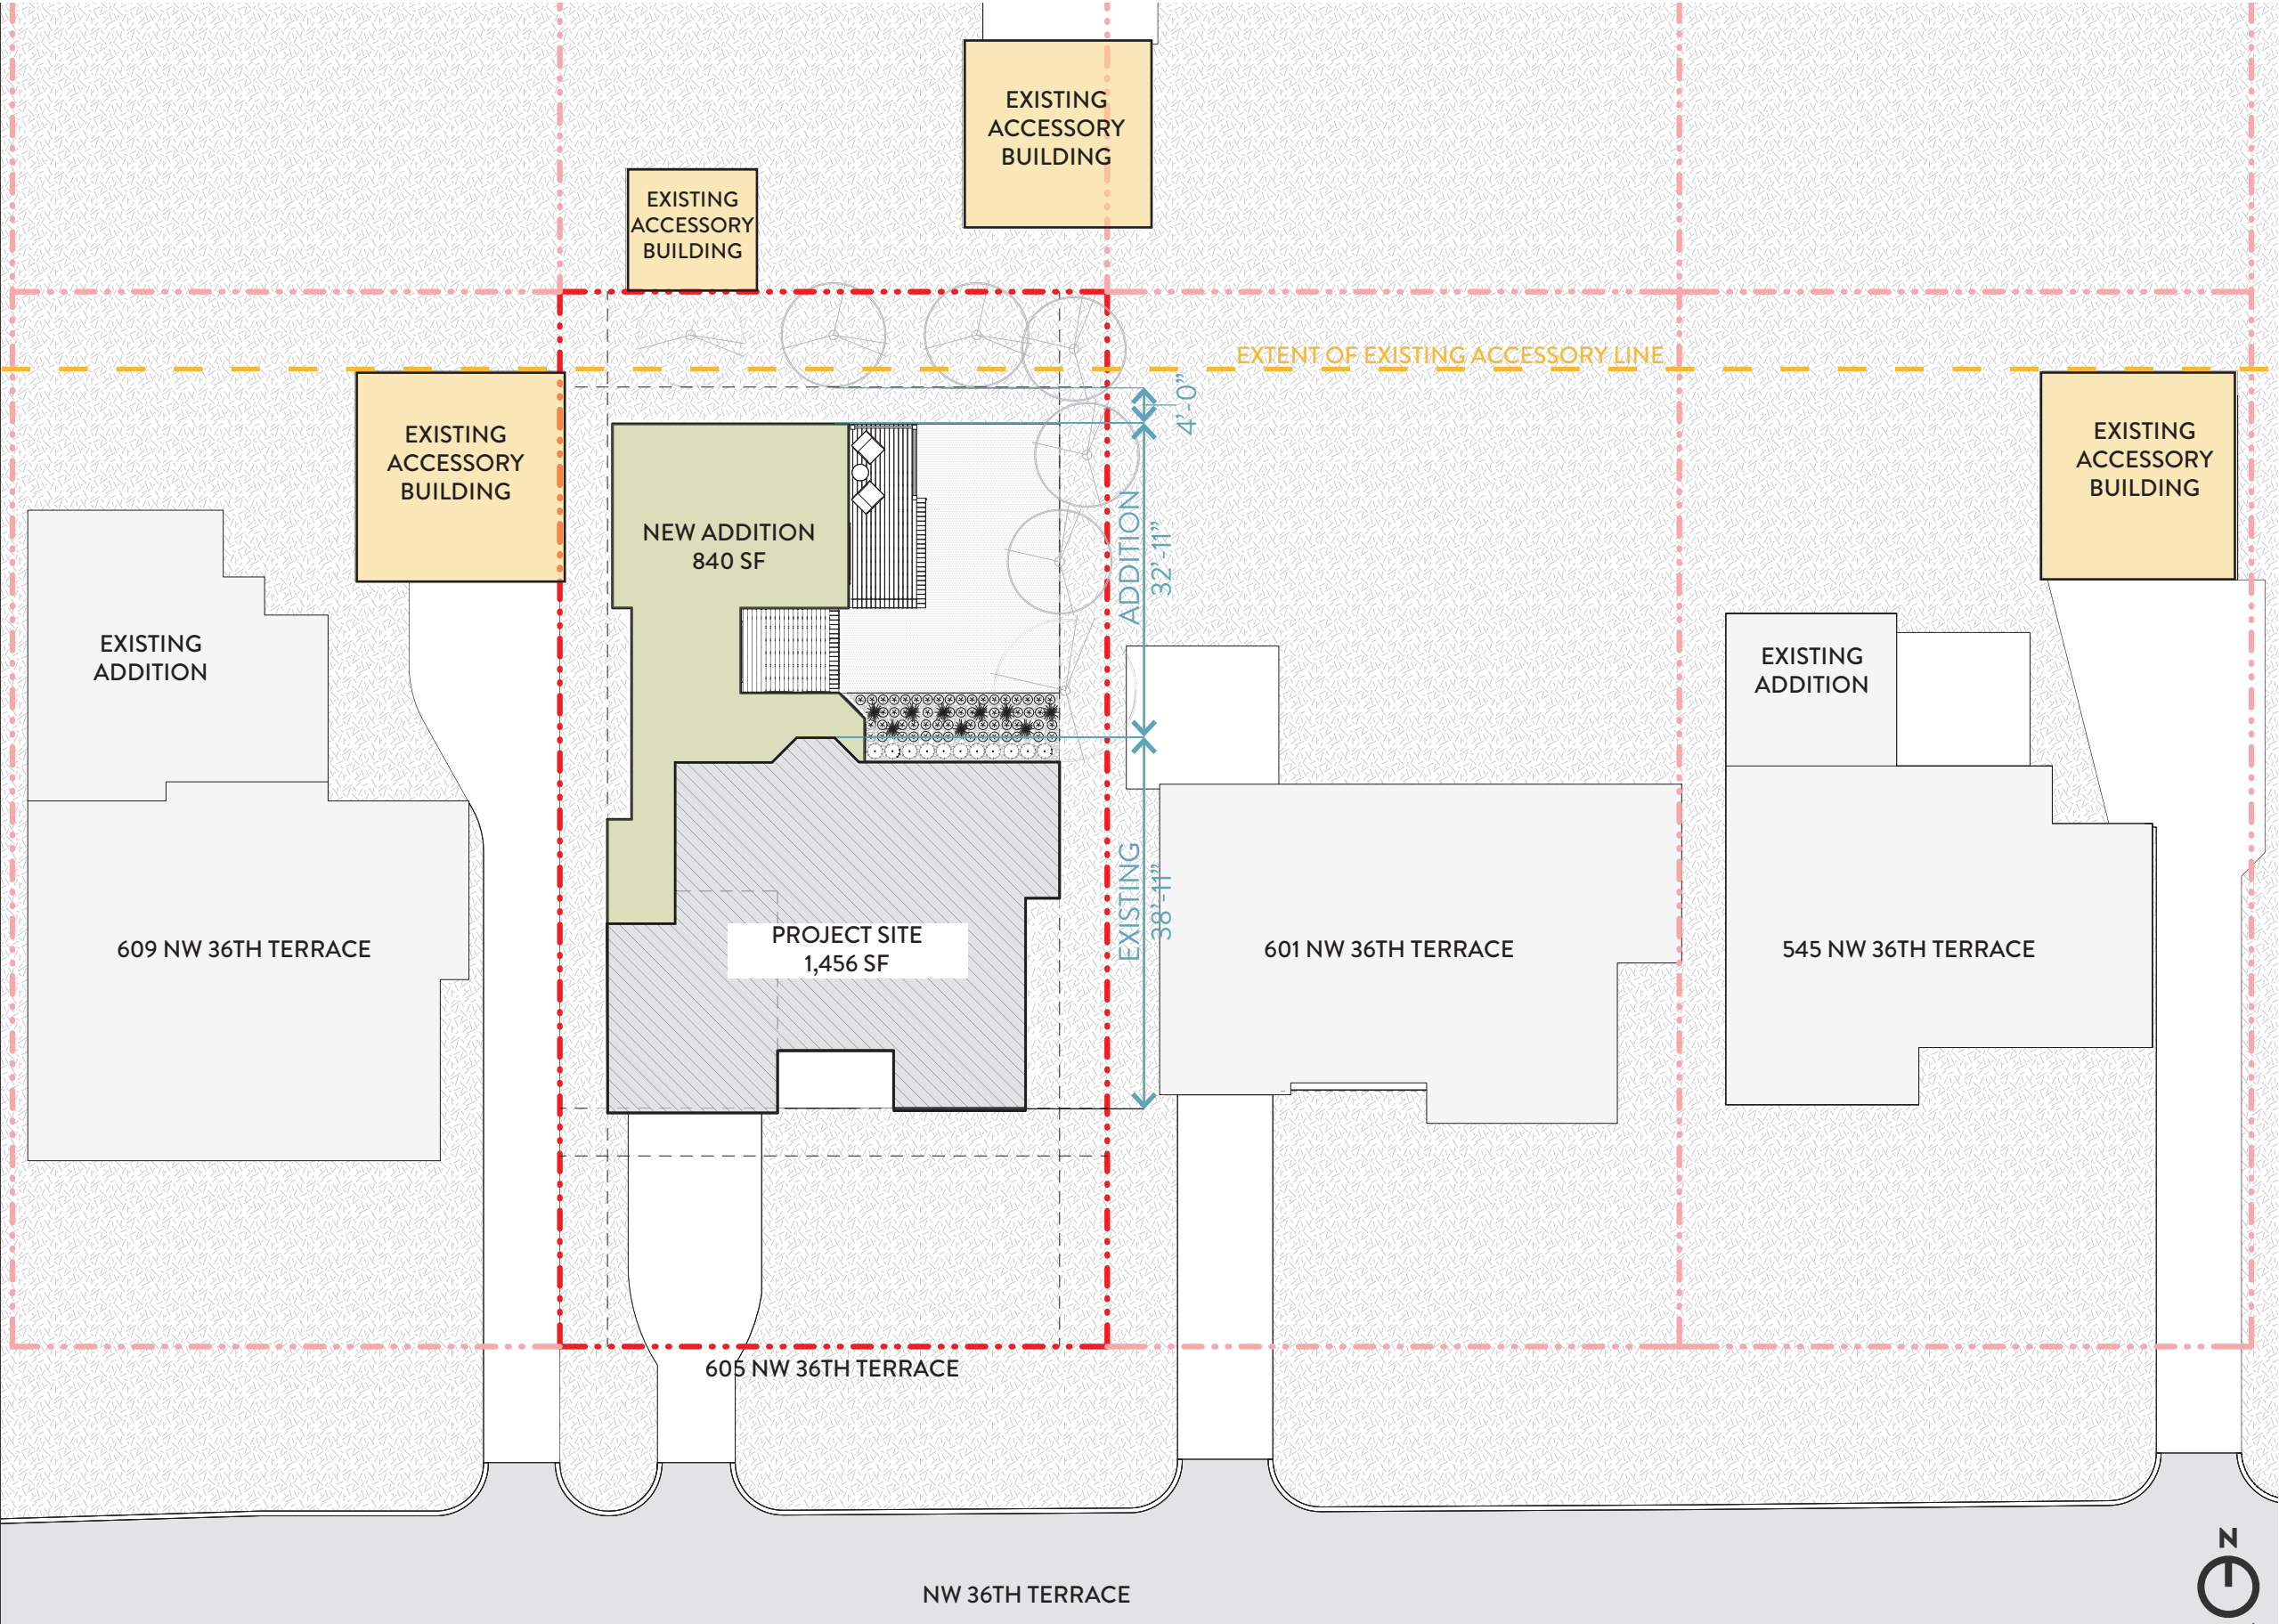 EXISTING
ACCESSORY
BUILDING
EXISTING
ACCESSORY
BUILDING
EXTENT OF EXISTING ACCESSORY LINE
4'-0"
EXISTING
ACCESSORY
BUILDING
EXISTING
ACCESSORY
BUILDING
NEW ADDITION
840 SF
ADDITION
32'-11"
EXISTING
ADDITION
EXISTING
ADDITION
EXISTING
38'-11"
609 NW 36TH TERRACE
PROJECT SITE
1,456 SF
601 NW 36TH TERRACE
545 NW 36TH TERRACE
605 NW 36TH TERRACE
N
NW 36TH TERRACE